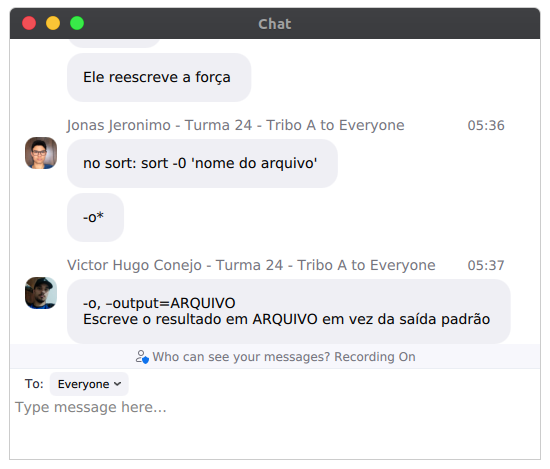 Chat
Ele reescreve a força
Jonas Jeronimo - Turma 24 - Tribo A to Everyone 05:36
no sort: sort -0 'nome do arquivo'
-o*
Victor Hugo Conejo - Turma 24 - Tribo A to Everyone 05:37
-o, –output=ARQUIVO
Escreve o resultado em ARQUIVO em vez da saída padrão
Who can see your messages? Recording On
To: Everyone
Type message here...